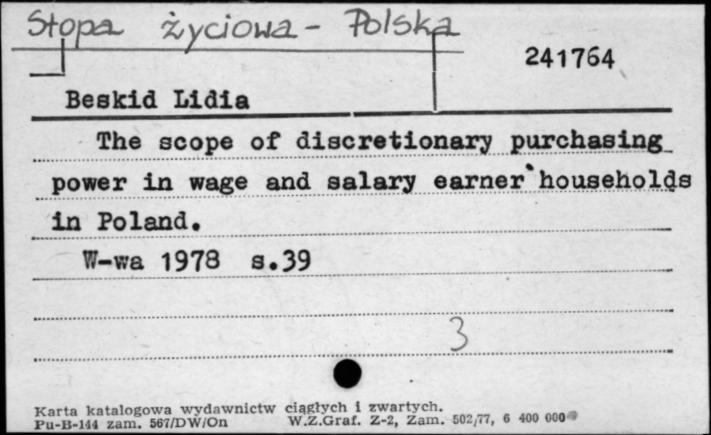 Stopa życiowa - Polska
241764
Beskid Lidia
The scope of discretionary purchasing
power in wage and salary earner households
in Poland.
W-wa 1978 s.39
3
Karta katalogowa wydawnictw ciągłych i zwartych.
Pu-B-144 zam. 567/DW/On W.Z.Graf. Z-2, Zam. 502/77, 6 400 000